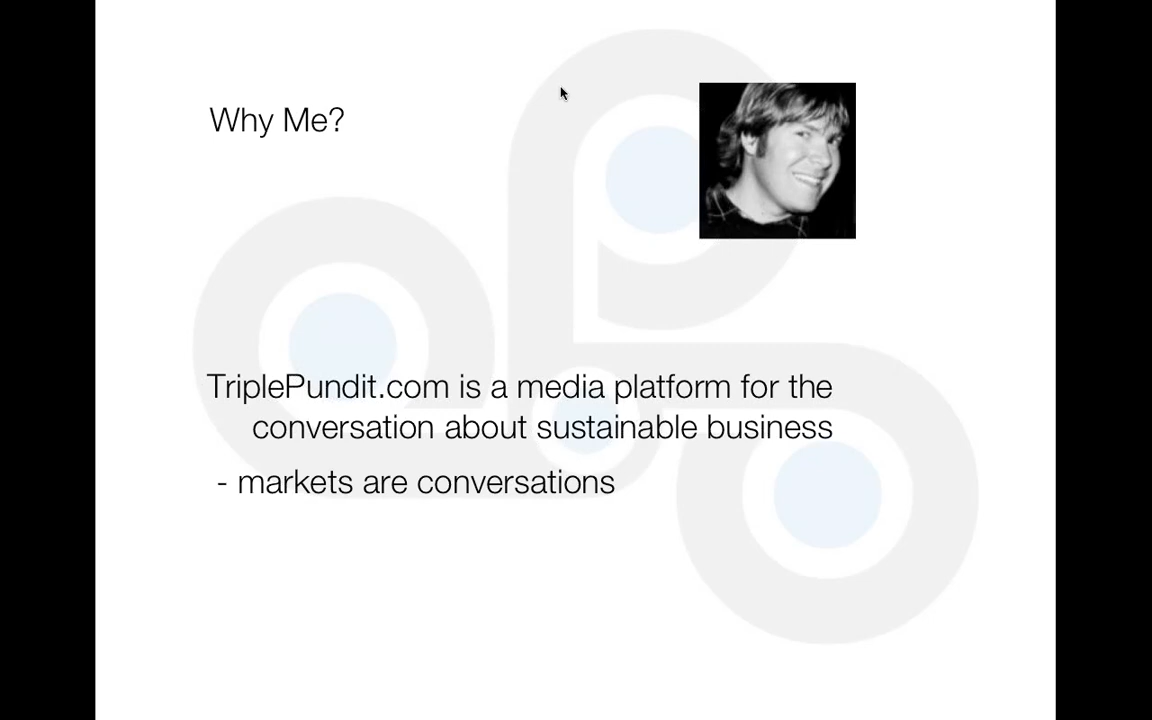 Why Me?
TriplePundit.com is a media platform for the
conversation about sustainable business
- markets are conversations